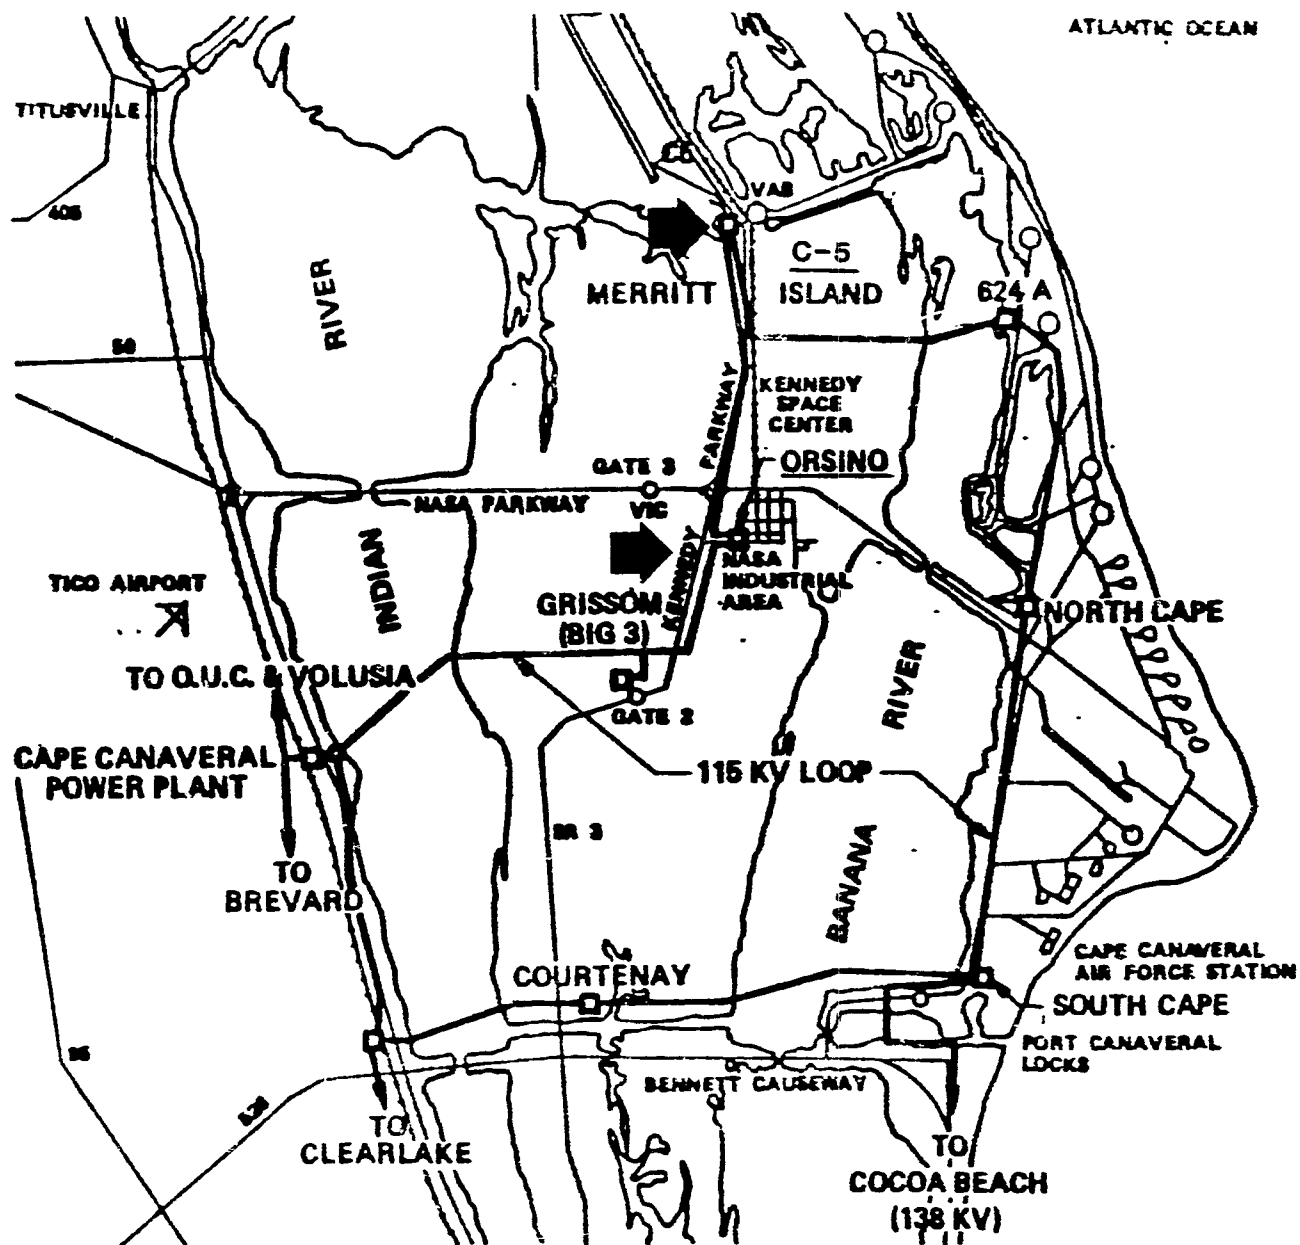 ATLANTIC OCEAN
TITUSVILLE
405
VAB
C-5
MERRITT
ISLAND
624 A
RIVER
50
PARKWAY
KENNEDY
SPACE
CENTER
ORSINO
GATE 3
NASA PARKWAY
VIC
INDIAN
KENNEDY
NASA
INDUSTRIAL
AREA
TICO AIRPORT
GRISSOM
(BIG 3)
NORTH CAPE
TO O.U.C. & VOLUSIA
RIVER
GATE 2
CAPE CANAVERAL
POWER PLANT
115 KV LOOP
SR 3
TO
BREVARD
BANANA
CAPE CANAVERAL
AIR FORCE STATION
COURTENAY
SOUTH CAPE
PORT CANAVERAL
LOCKS
95
BENNETT CAUSEWAY
TO
CLEARLAKE
TO
COCOA BEACH
(138 KV)